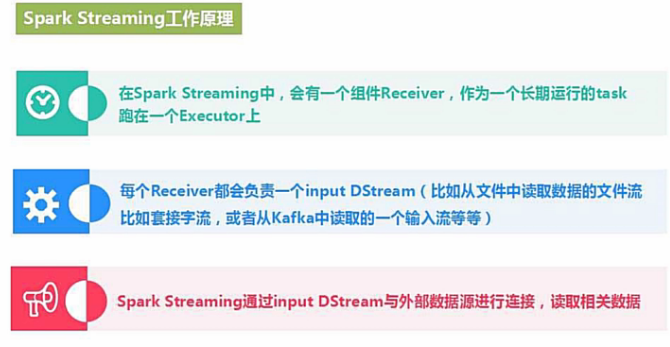 Spark Streaming工作原理
在Spark Streaming中，会有一个组件Receiver，作为一个长期运行的task
跑在一个Executor上
每个Receiver都会负责一个input DStream（比如从文件中读取数据的文件流
比如套接字流，或者从Kafka中读取的一个输入流等等）
Spark Streaming通过input DStream与外部数据源进行连接，读取相关数据